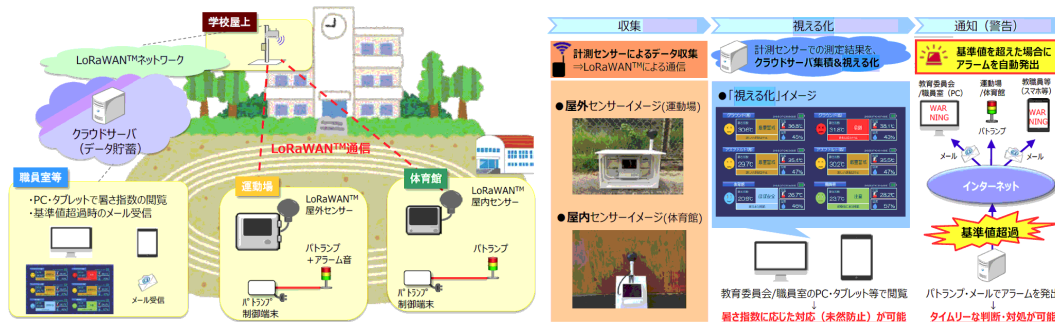 学校屋上
LoRaWAN™ネットワーク
クラウドサーバ
（データ貯蓄）
LoRaWAN™通信
職員室等
・PC・タブレットで暑さ指数の閲覧
・基準値超過時のメール受信
メール受信
運動場
LoRaWAN™
屋外センサー
パトランプ
＋アラーム音
パトランプ
制御端末
体育館
LoRaWAN™
屋内センサー
パトランプ
パトランプ
制御端末
収集
計測センサーによるデータ収集
⇒LoRaWAN™による通信
●屋外センサーイメージ(運動場)
●屋内センサーイメージ(体育館)
視える化
計測センサーでの測定結果を、
クラウドサーバ集積&視える化
●「視える化」イメージ
教育委員会/職員室のPC・タブレット等で閲覧
↓
暑さ指数に応じた対応（未然防止）が可能
通知（警告）
基準値を超えた場合に
アラームを自動発出
教育委員会
/職員室（PC）
運動場
/体育館
教職員等
（スマホ等）
WAR
NING
パトランプ
WAR
NING
メール
メール
インターネット
基準値超過
パトランプ・メールでアラームを発出
↓
タイムリーな判断・対処が可能